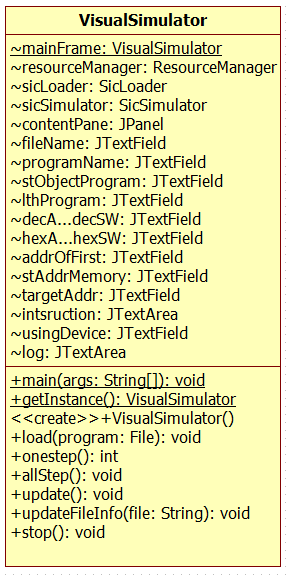 VisualSimulator
~mainFrame: VisualSimulator
~resourceManager: ResourceManager
~sicLoader: SicLoader
~sicSimulator: SicSimulator
~contentPane: JPanel
~fileName: JTextField
~programName: JTextField
~stObjectProgram: JTextField
~lthProgram: JTextField
~decA...decSW: JTextField
~hexA...hexSW: JTextField
~addrOfFirst: JTextField
~stAddrMemory: JTextField
~targetAddr: JTextField
~intsruction: JTextArea
~usingDevice: JTextField
~log: JTextArea
+main(args: String[]): void
+getInstance(): VisualSimulator
<<create>>+VisualSimulator()
+load(program: File): void
+onestep(): int
+allStep(): void
+update(): void
+updateFileInfo(file: String): void
+stop(): void